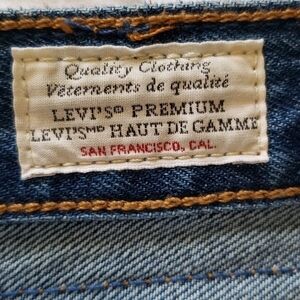 Quality Clothing
Vêtements de qualité
LEVI'S® PREMIUM
LEVI'SMD HAUT DE GAMME
SAN FRANCISCO, CAL.